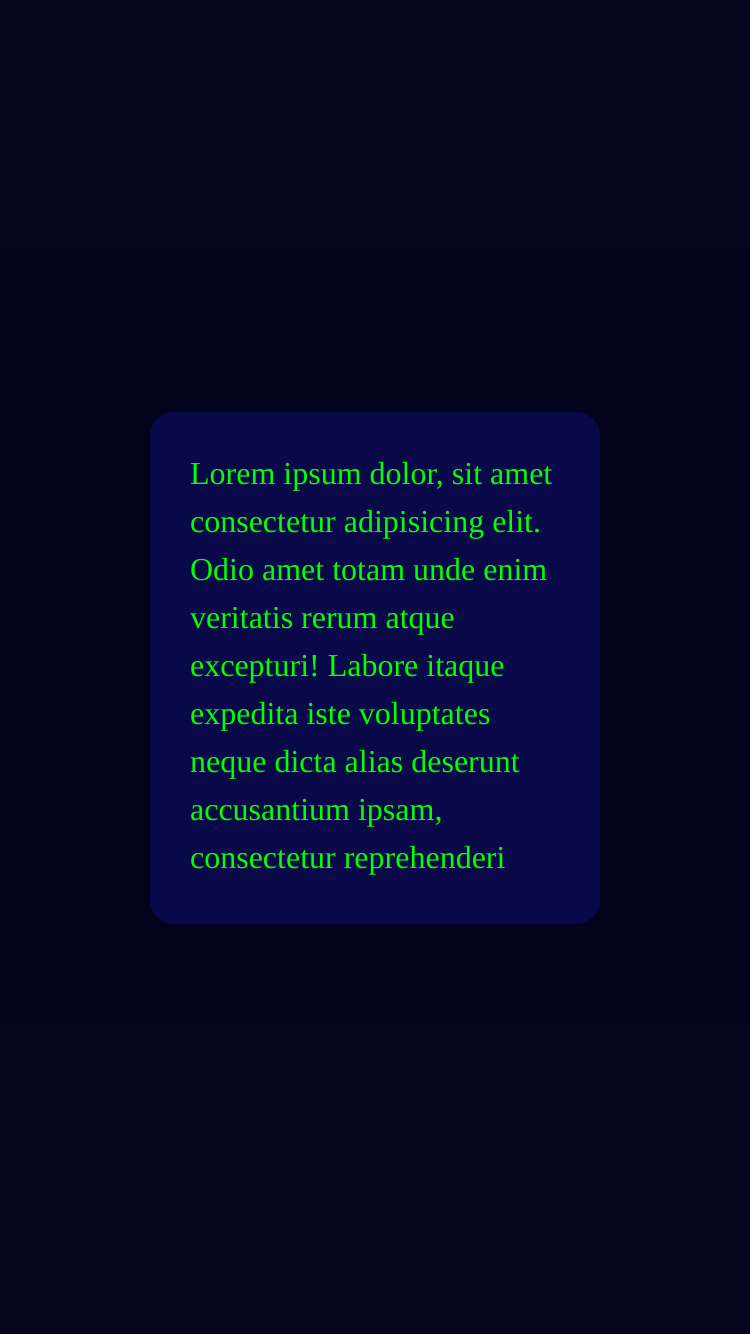 Lorem ipsum dolor, sit amet
consectetur adipisicing elit.
Odio amet totam unde enim
veritatis rerum atque
excepturi! Labore itaque
expedita iste voluptates
neque dicta alias deserunt
accusantium ipsam,
consectetur reprehenderi